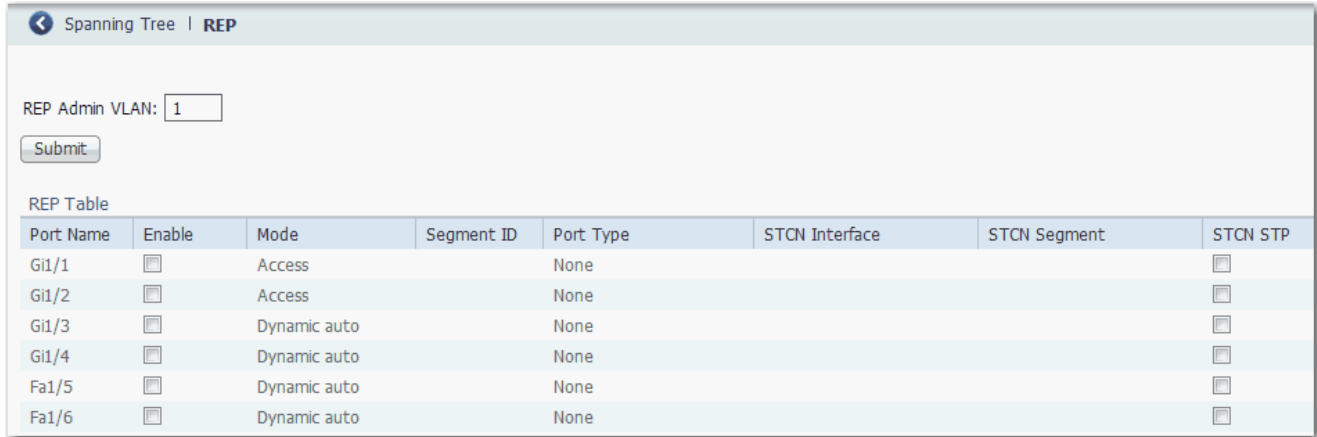 Spanning Tree | REP
REP Admin VLAN: 1
Submit
REP Table
Port Name Enable Mode Segment ID Port Type STCN Interface STCN Segment STCN STP
Gi1/1 Access None
Gi1/2 Access None
Gi1/3 Dynamic auto None
Gi1/4 Dynamic auto None
Fa1/5 Dynamic auto None
Fa1/6 Dynamic auto None